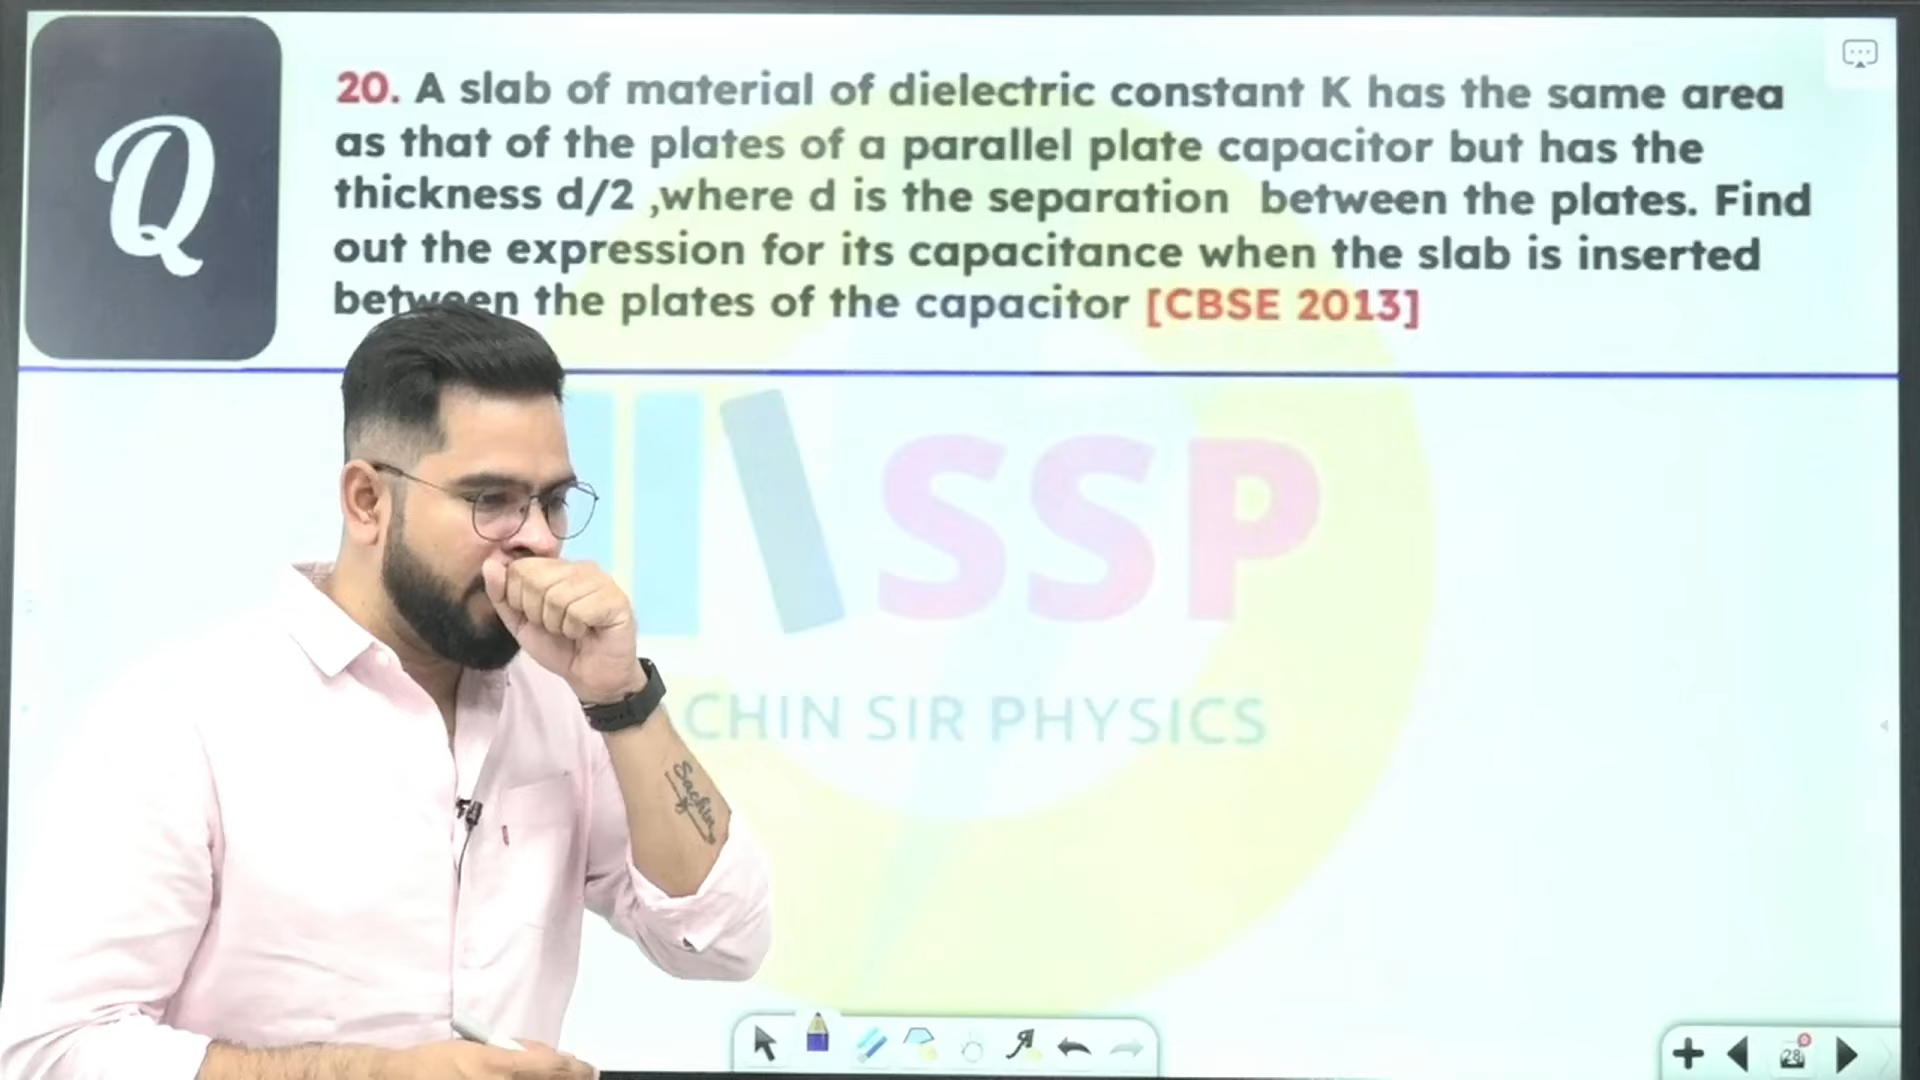 Q
20. A slab of material of dielectric constant K has the same area
as that of the plates of a parallel plate capacitor but has the
thickness d/2 ,where d is the separation between the plates. Find
out the expression for its capacitance when the slab is inserted
between the plates of the capacitor [CBSE 2013]
SSP
ACHIN SIR PHYSICS
Sachin
28